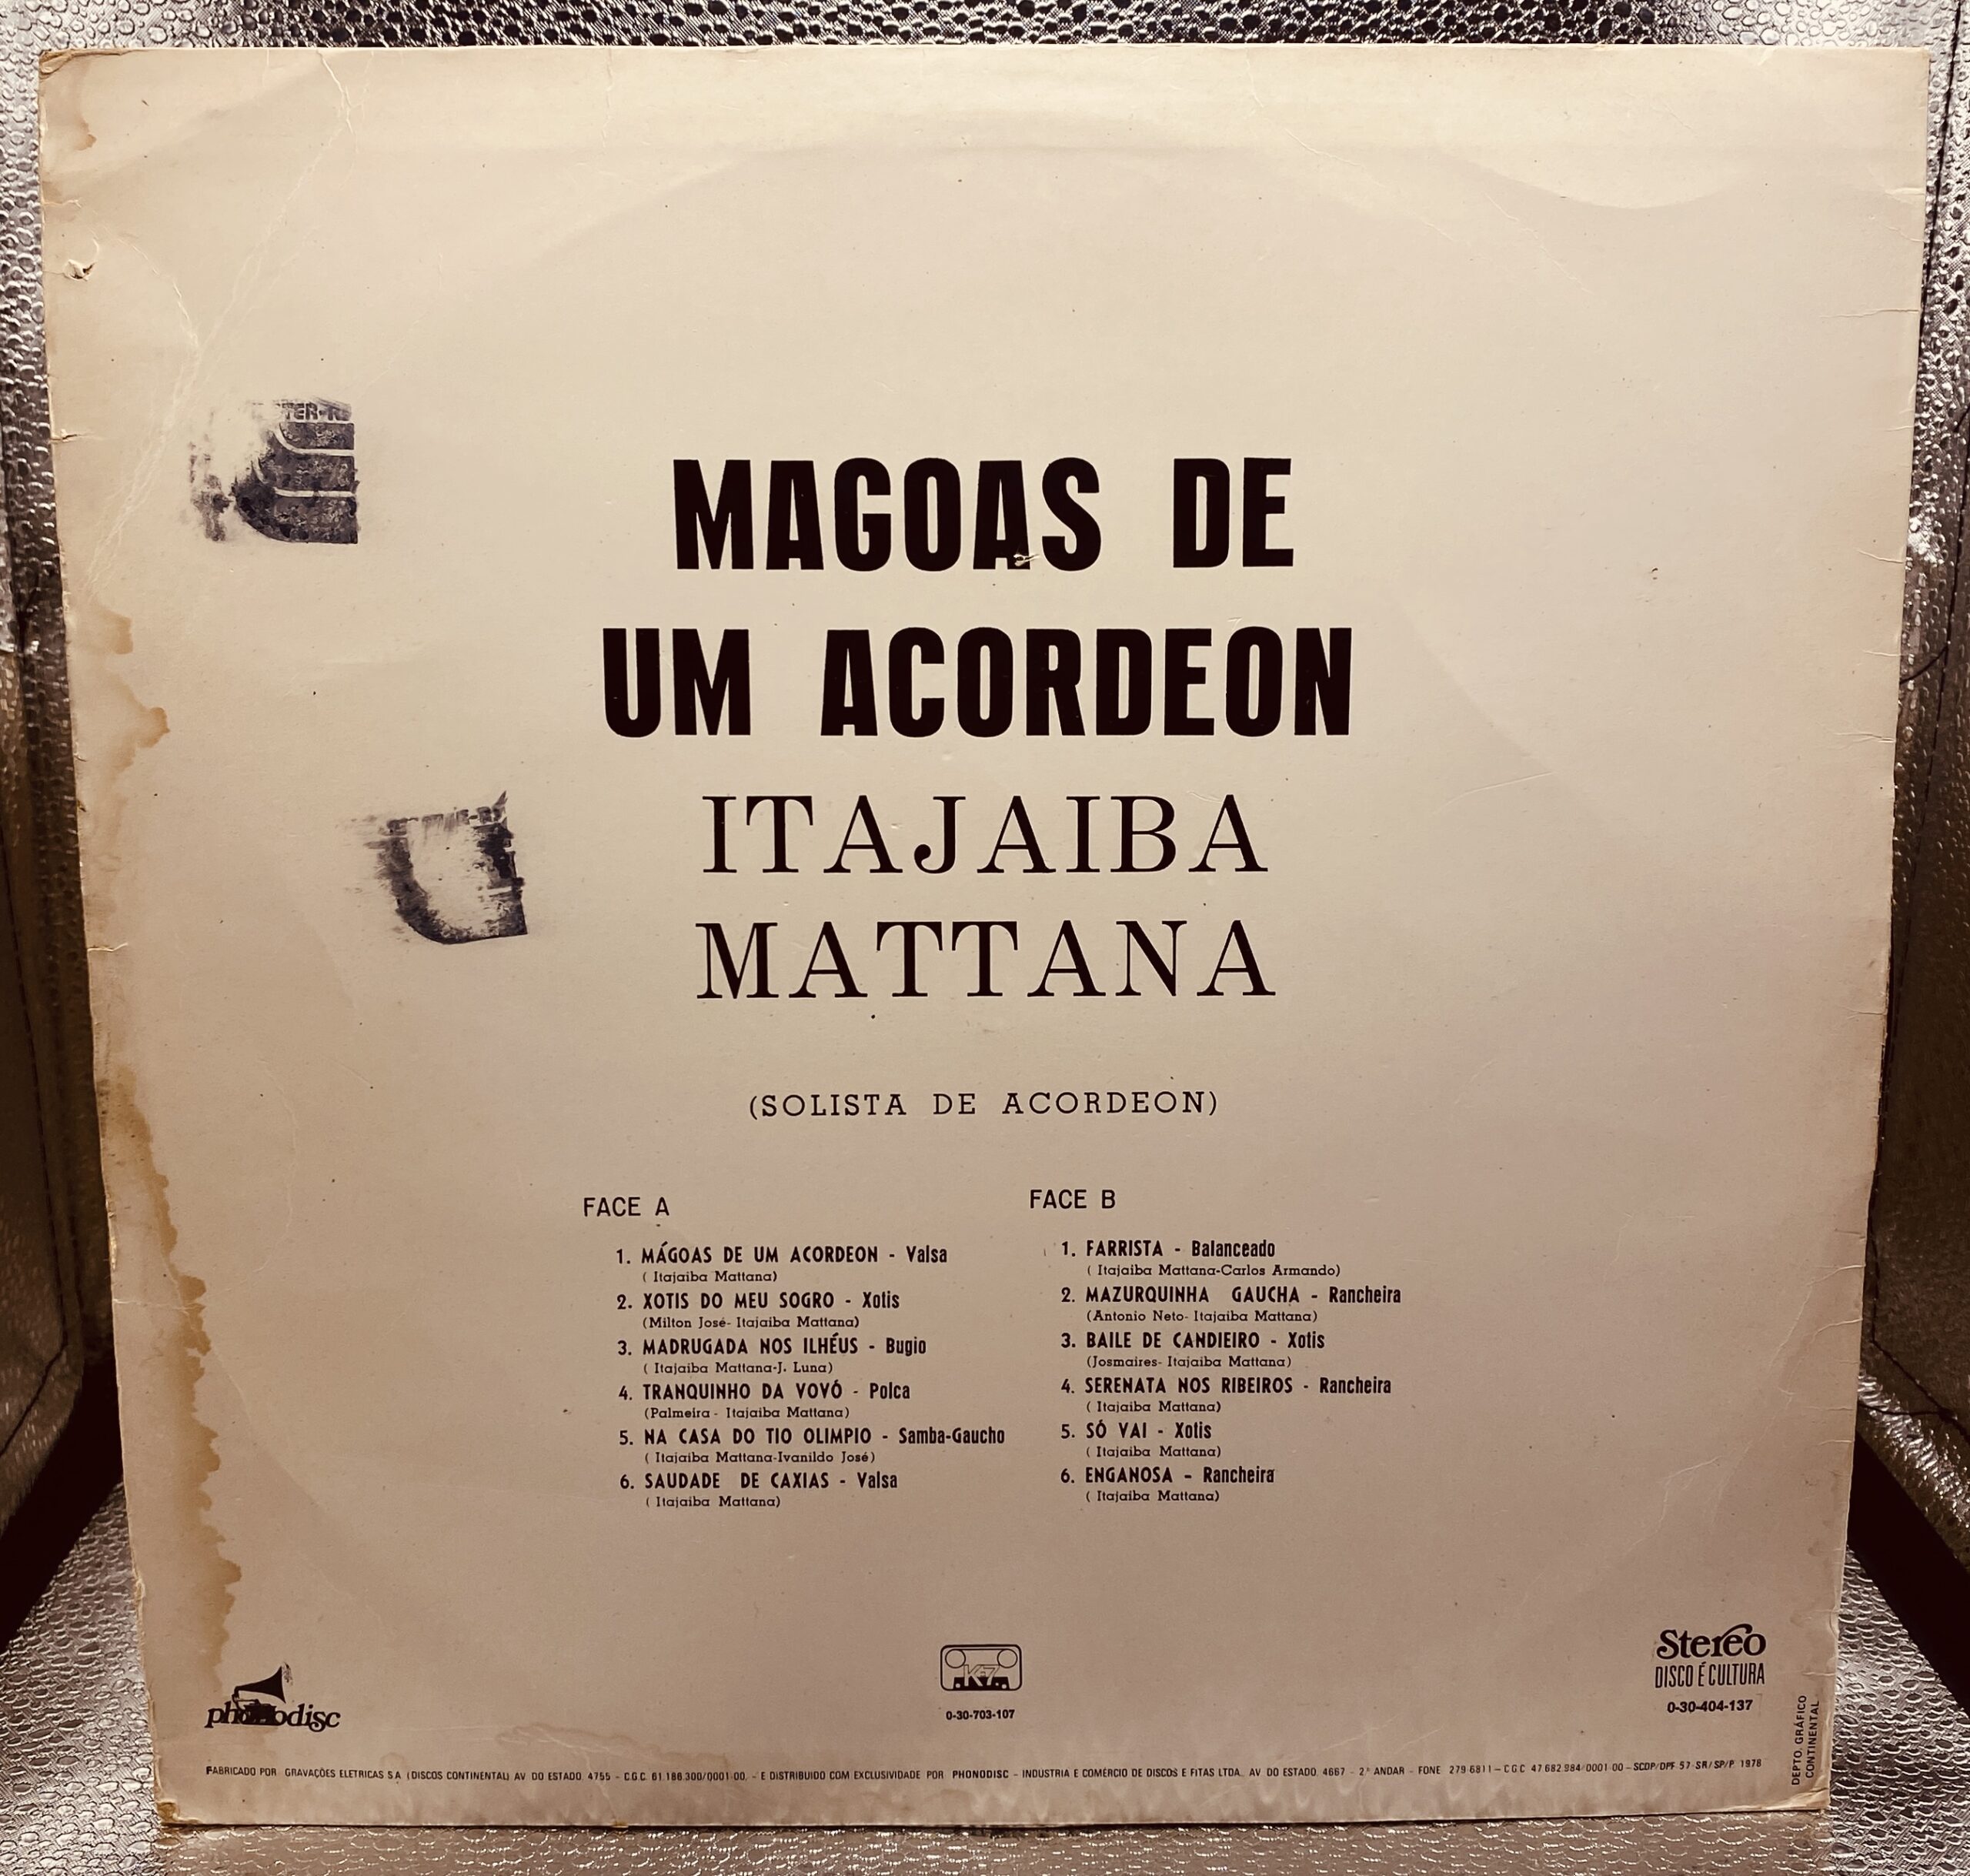 MAGOAS DE
UM ACORDEON
ITAJAIBA
MATTANA
(SOLISTA DE ACORDEON)
FACE A
1. MÁGOAS DE UM ACORDEON - Valsa
( Itajaiba Mattana)
2. XOTIS DO MEU SOGRO - Xotis
(Milton José- Itajaiba Mattana)
3. MADRUGADA NOS ILHÉUS - Bugio
( Itajaiba Mattana-J. Luna)
4. TRANQUINHO DA VOVÓ - Polca
(Palmeira - Itajaiba Mattana)
5. NA CASA DO TIO OLIMPIO - Samba-Gaucho
( Itajaiba Mattana-Ivanildo José)
6. SAUDADE DE CAXIAS - Valsa
( Itajaiba Mattana)
FACE B
1. FARRISTA - Balanceado
( Itajaiba Mattana-Carlos Armando)
2. MAZURQUINHA GAUCHA - Rancheira
(Antonio Neto- Itajaiba Mattana)
3. BAILE DE CANDIEIRO - Xotis
(Josmaires- Itajaiba Mattana)
4. SERENATA NOS RIBEIROS - Rancheira
( Itajaiba Mattana)
5. SÓ VAI - Xotis
( Itajaiba Mattana)
6. ENGANOSA - Rancheira
( Itajaiba Mattana)
phonodisc
K7
0-30-703-107
Stereo
DISCO É CULTURA
0-30-404-137
DEPTO. GRÁFICO
CONTINENTAL
FABRICADO POR GRAVAÇÕES ELETRICAS S.A. (DISCOS CONTINENTAL) AV. DO ESTADO 4755 - C.G.C. 61.186.300/0001-00. - E DISTRIBUIDO COM EXCLUSIVIDADE POR PHONODISC - INDUSTRIA E COMÉRCIO DE DISCOS E FITAS LTDA. AV. DO ESTADO 4667 - 2.º ANDAR - FONE 279-6811 - C.G.C. 47.682.984/0001-00 - SCDP/DPF 57-SR/SP/P. 1978